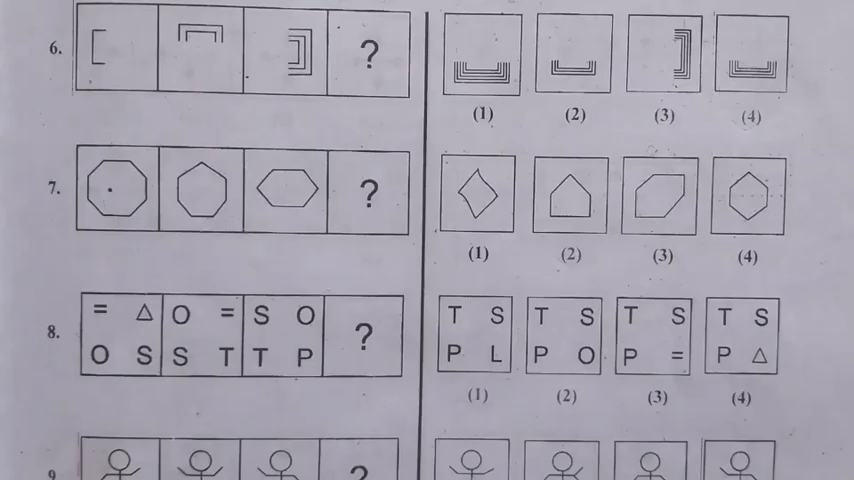 6. ?
(1) (2) (3) (4)
7. ?
(1) (2) (3) (4)
= △ O = S O ? T S T S T S T S
8.
O S S T T P P L P O P = P △
(1) (2) (3) (4)
9 ?